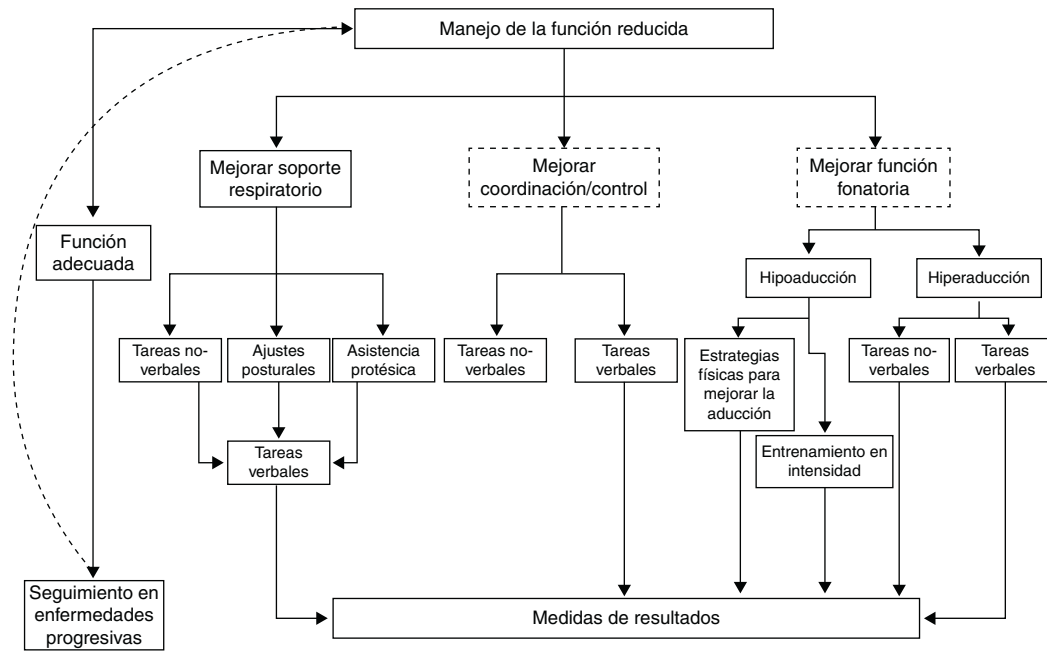 Manejo de la función reducida
Mejorar soporte
respiratorio
Mejorar
coordinación/control
Mejorar función
fonatoria
Función
adecuada
Hipoaducción
Hiperaducción
Tareas no-
verbales
Ajustes
posturales
Asistencia
protésica
Tareas no-
verbales
Tareas
verbales
Estrategias
físicas para
mejorar la
aducción
Tareas no-
verbales
Tareas
verbales
Tareas
verbales
Entrenamiento en
intensidad
Seguimiento en
enfermedades
progresivas
Medidas de resultados